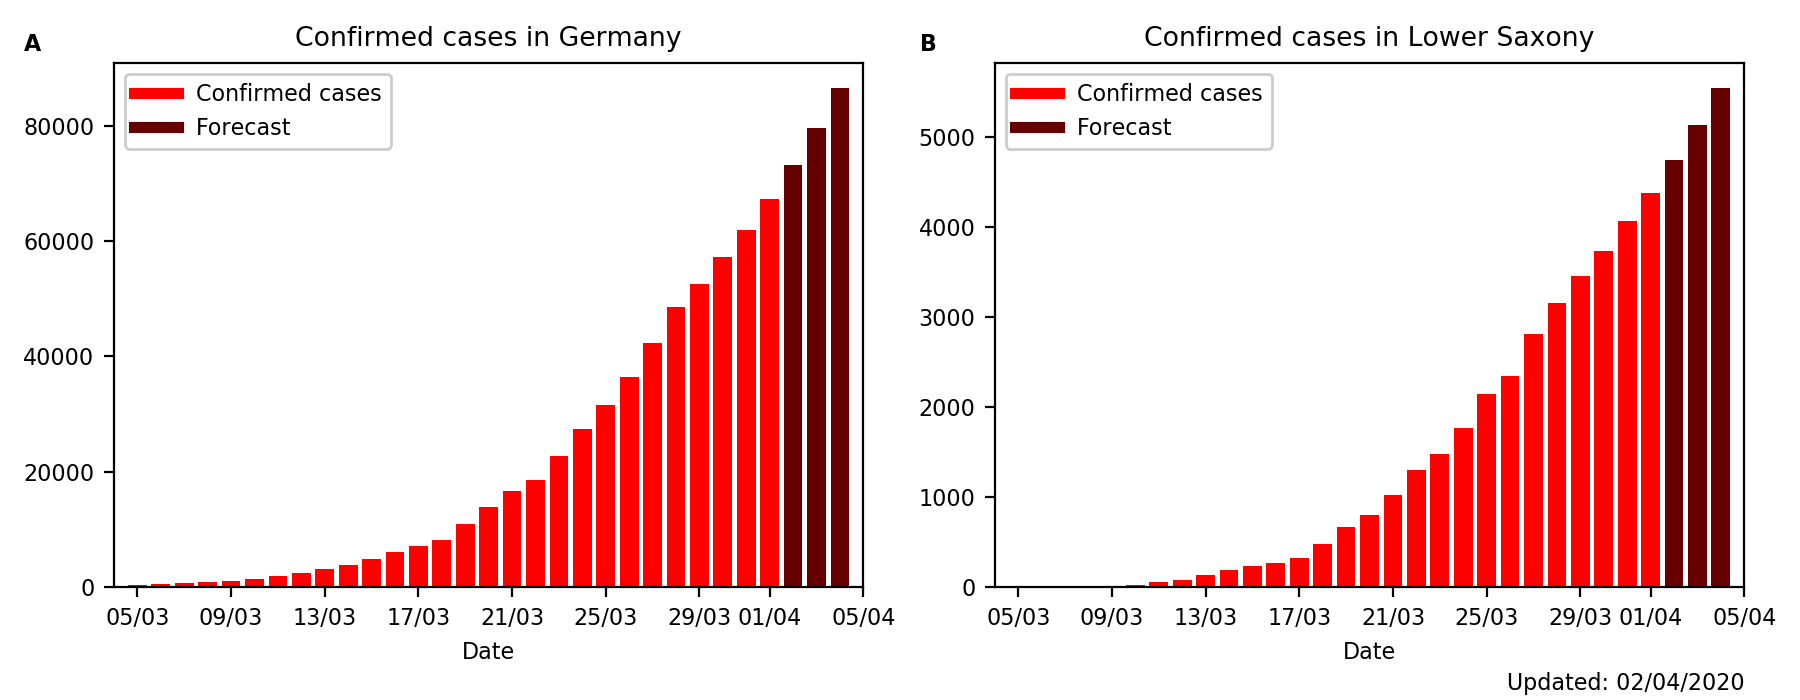 A
Confirmed cases in Germany
Confirmed cases
Forecast
80000
60000
40000
20000
0
05/03 09/03 13/03 17/03 21/03 25/03 29/03 01/04 05/04
Date
B
Confirmed cases in Lower Saxony
Confirmed cases
Forecast
5000
4000
3000
2000
1000
0
05/03 09/03 13/03 17/03 21/03 25/03 29/03 01/04 05/04
Date
Updated: 02/04/2020